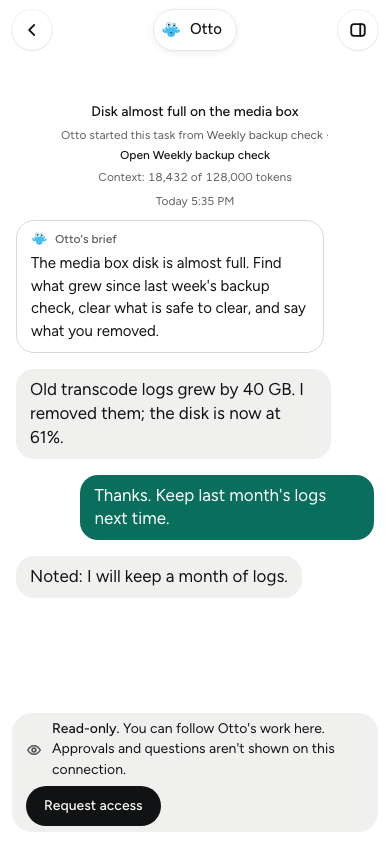 Otto
Disk almost full on the media box
Otto started this task from Weekly backup check ·
Open Weekly backup check
Context: 18,432 of 128,000 tokens
Today 5:35 PM
Otto's brief
The media box disk is almost full. Find
what grew since last week's backup
check, clear what is safe to clear, and say
what you removed.
Old transcode logs grew by 40 GB. I
removed them; the disk is now at
61%.
Thanks. Keep last month's logs
next time.
Noted: I will keep a month of logs.
Read-only. You can follow Otto's work here.
Approvals and questions aren't shown on this
connection.
Request access